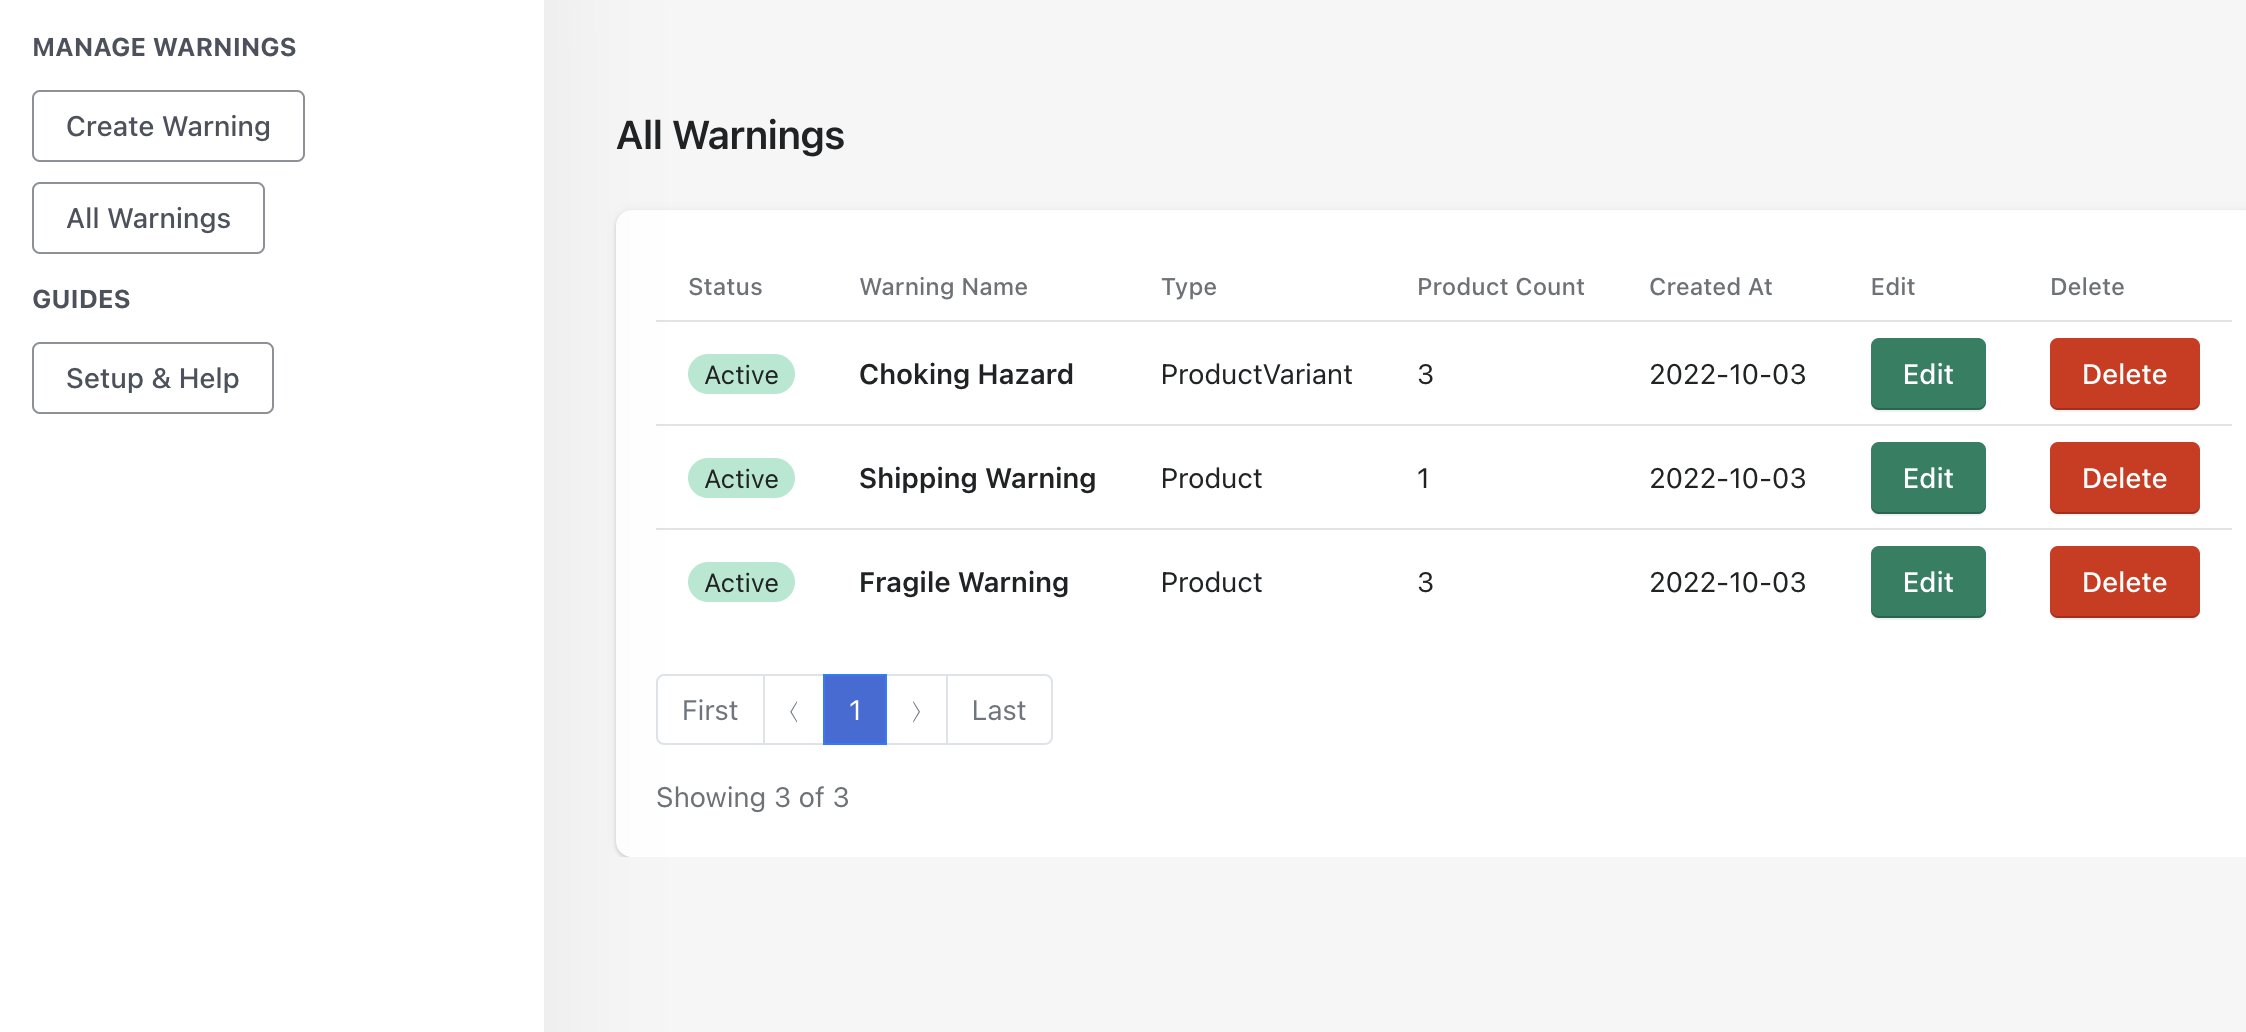 MANAGE WARNINGS
Create Warning
All Warnings
GUIDES
Setup & Help
All Warnings
Status Warning Name Type Product Count Created At Edit Delete
Active Choking Hazard ProductVariant 3 2022-10-03 Edit Delete
Active Shipping Warning Product 1 2022-10-03 Edit Delete
Active Fragile Warning Product 3 2022-10-03 Edit Delete
First 〈 1 〉 Last
Showing 3 of 3